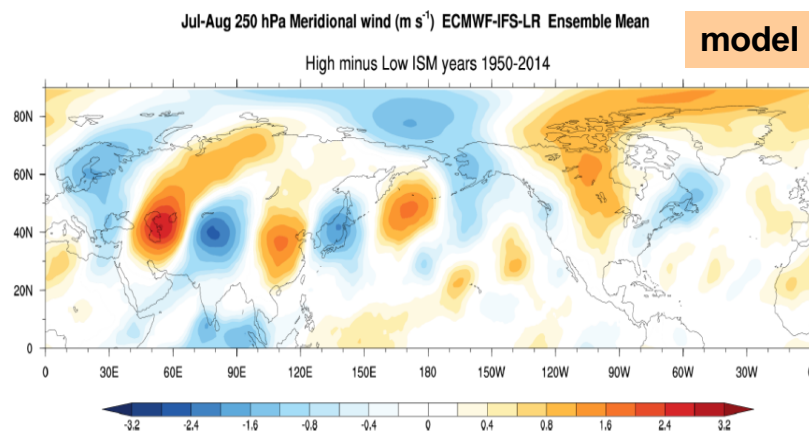 Jul-Aug 250 hPa Meridional wind (m s⁻¹) ECMWF-IFS-LR Ensemble Mean
model
High minus Low ISM years 1950-2014
80N
60N
40N
20N
0
0 30E 60E 90E 120E 150E 180 150W 120W 90W 60W 30W
-3.2 -2.4 -1.6 -0.8 -0.4 0 0.4 0.8 1.6 2.4 3.2